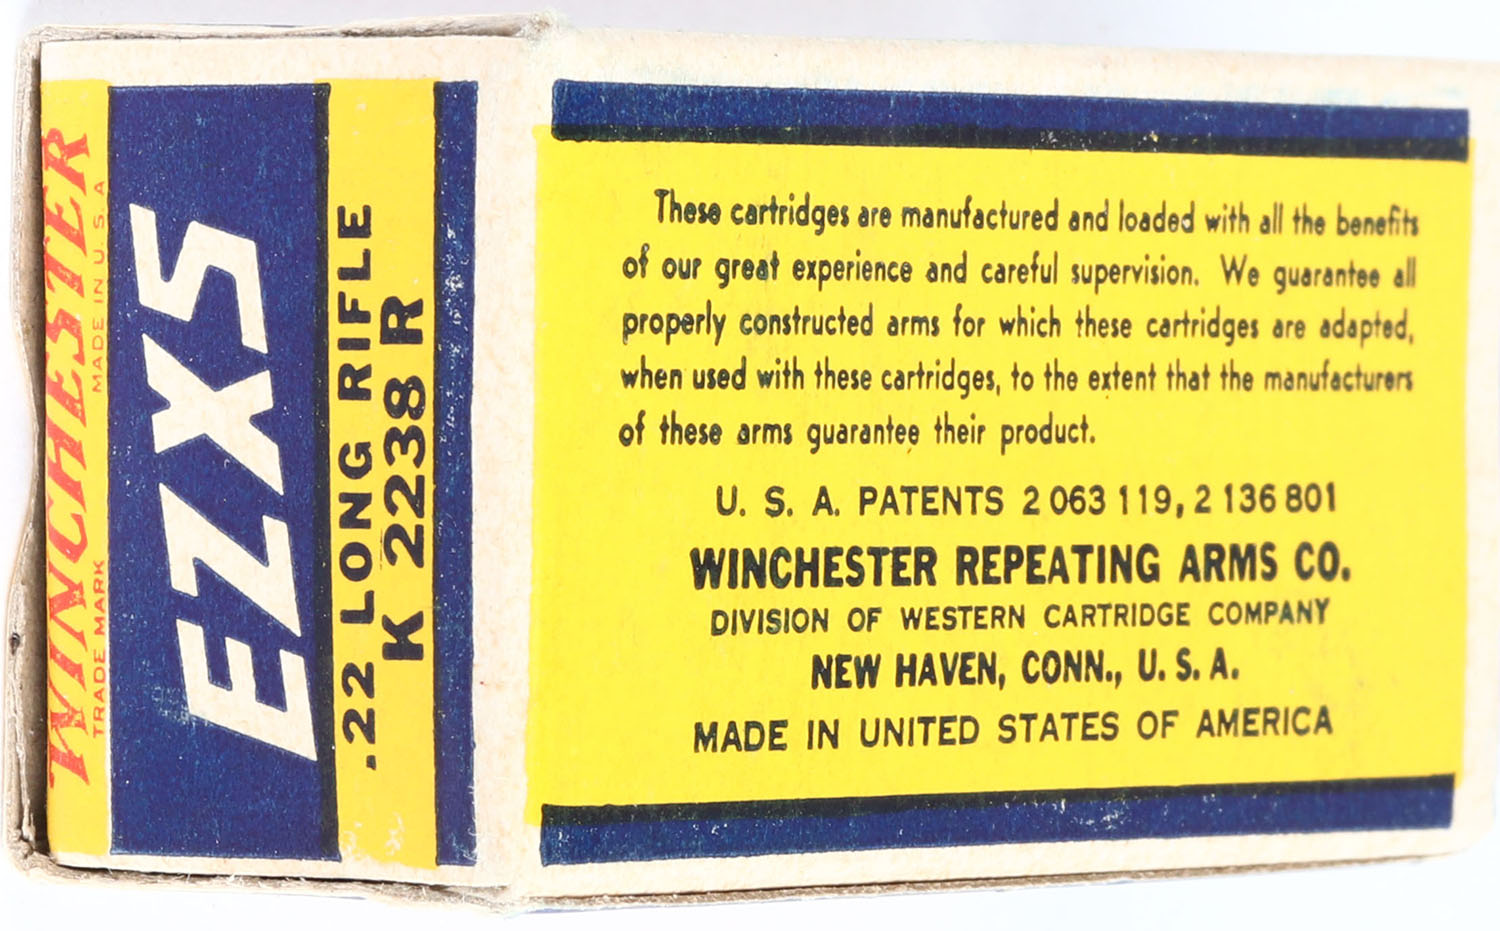 WINCHESTER
TRADE MARK MADE IN U. S. A
EZXS
.22 LONG RIFLE
K 2238 R
These cartridges are manufactured and loaded with all the benefits
of our great experience and careful supervision. We guarantee all
properly constructed arms for which these cartridges are adapted,
when used with these cartridges, to the extent that the manufacturers
of these arms guarantee their product.
U. S. A. PATENTS 2 063 119, 2 136 801
WINCHESTER REPEATING ARMS CO.
DIVISION OF WESTERN CARTRIDGE COMPANY
NEW HAVEN, CONN., U. S. A.
MADE IN UNITED STATES OF AMERICA